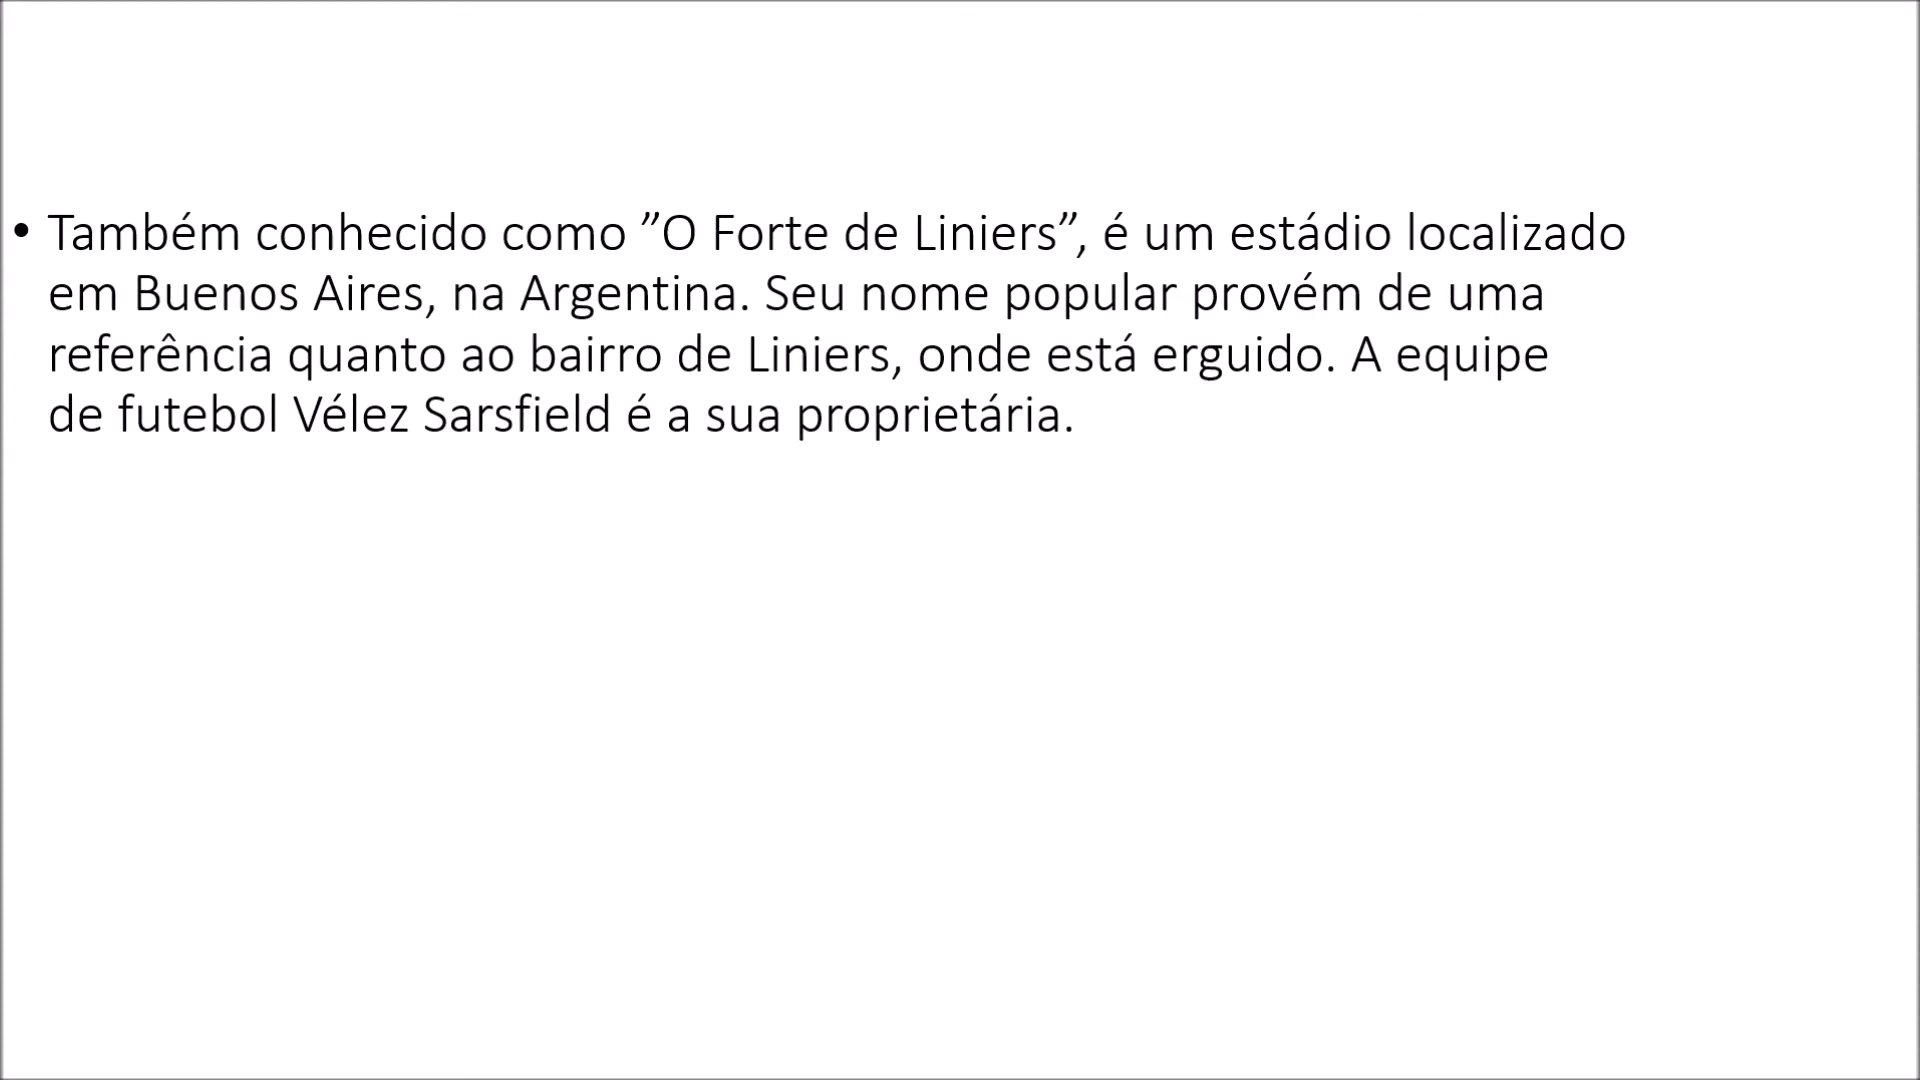 • Também conhecido como ”O Forte de Liniers”, é um estádio localizado
em Buenos Aires, na Argentina. Seu nome popular provém de uma
referência quanto ao bairro de Liniers, onde está erguido. A equipe
de futebol Vélez Sarsfield é a sua proprietária.